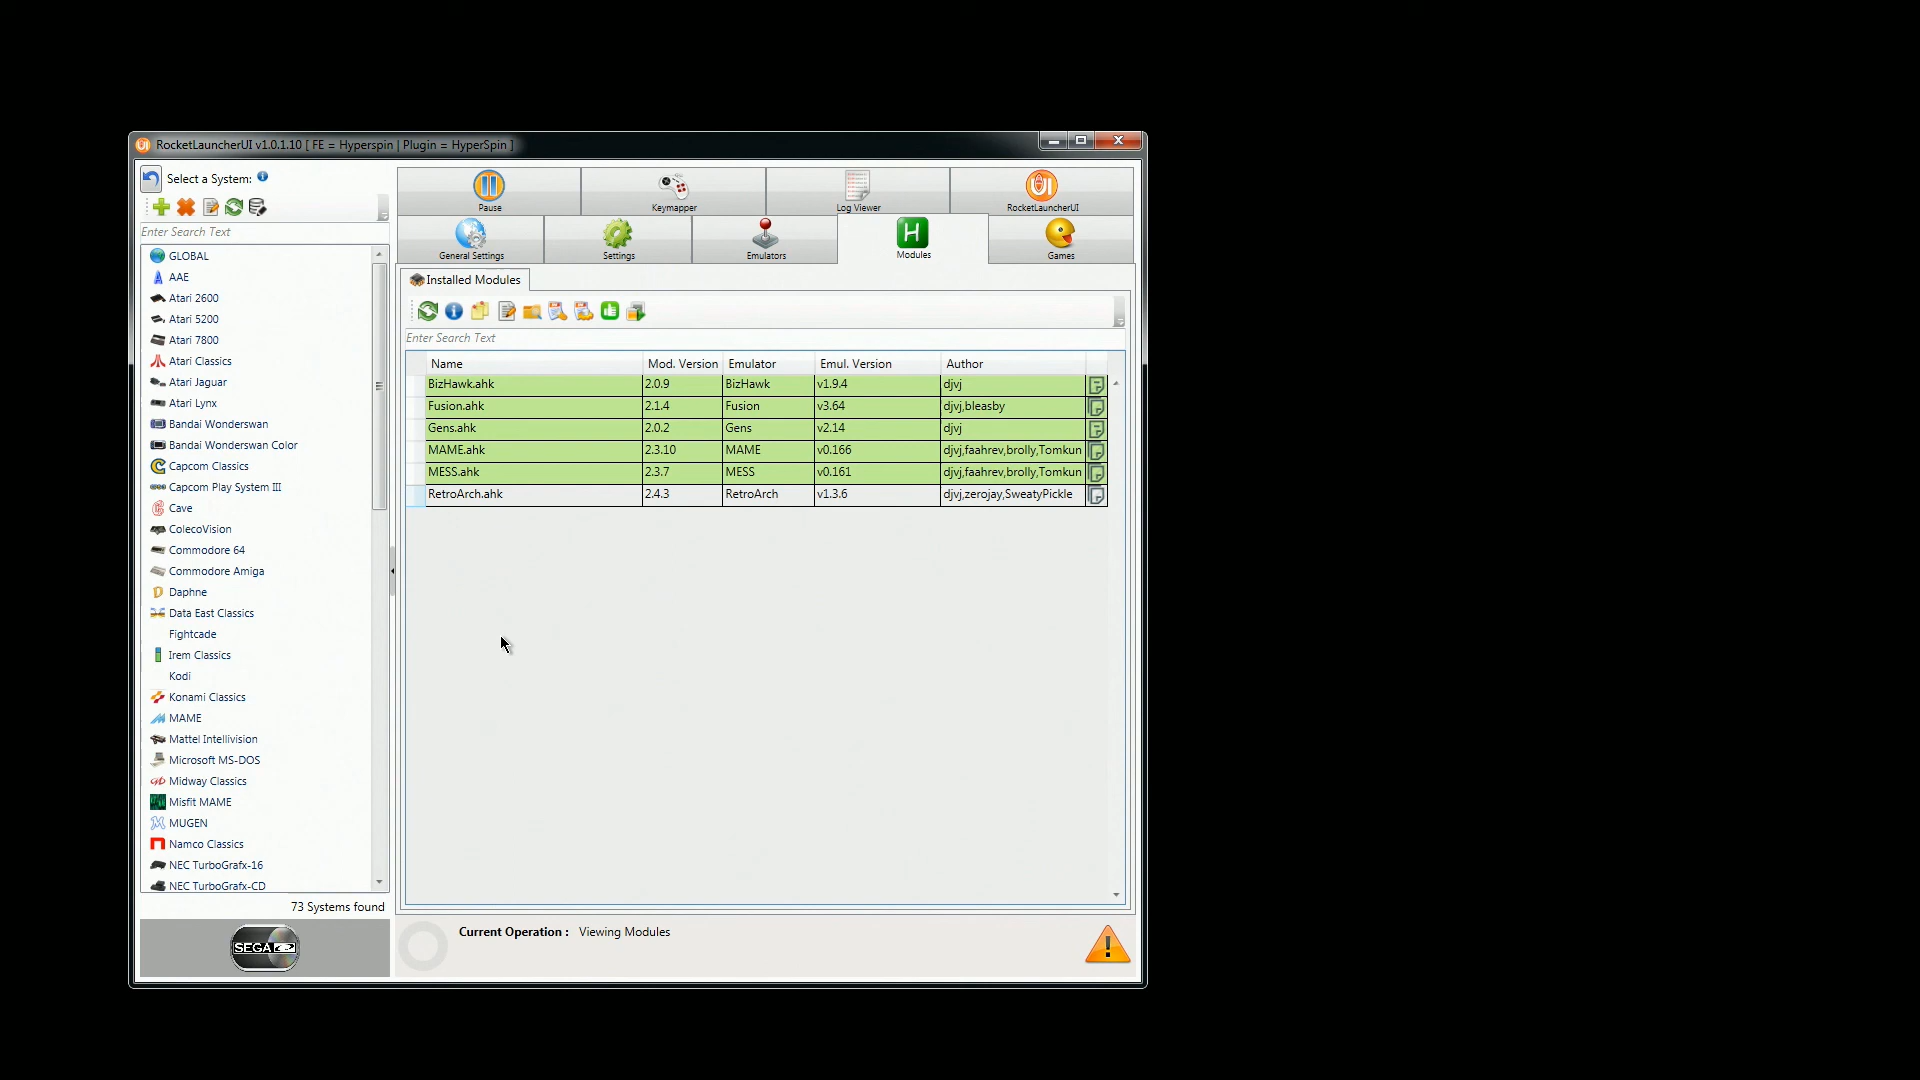 RocketLauncherUI v1.0.1.10 [ FE = Hyperspin | Plugin = HyperSpin ]
Select a System:
Enter Search Text
GLOBAL
AAE
Atari 2600
Atari 5200
Atari 7800
Atari Classics
Atari Jaguar
Atari Lynx
Bandai Wonderswan
Bandai Wonderswan Color
Capcom Classics
Capcom Play System III
Cave
ColecoVision
Commodore 64
Commodore Amiga
Daphne
Data East Classics
Fightcade
Irem Classics
Kodi
Konami Classics
MAME
Mattel Intellivision
Microsoft MS-DOS
Midway Classics
Misfit MAME
MUGEN
Namco Classics
NEC TurboGrafx-16
NEC TurboGrafx-CD
73 Systems found
SEGA CD
Pause Keymapper Log Viewer RocketLauncherUI
General Settings Settings Emulators Modules Games
Installed Modules
Enter Search Text
Name Mod. Version Emulator Emul. Version Author
BizHawk.ahk 2.0.9 BizHawk v1.9.4 djvj
Fusion.ahk 2.1.4 Fusion v3.64 djvj,bleasby
Gens.ahk 2.0.2 Gens v2.14 djvj
MAME.ahk 2.3.10 MAME v0.166 djvj,faahrev,brolly,Tomkun
MESS.ahk 2.3.7 MESS v0.161 djvj,faahrev,brolly,Tomkun
RetroArch.ahk 2.4.3 RetroArch v1.3.6 djvj,zerojay,SweatyPickle
Current Operation : Viewing Modules